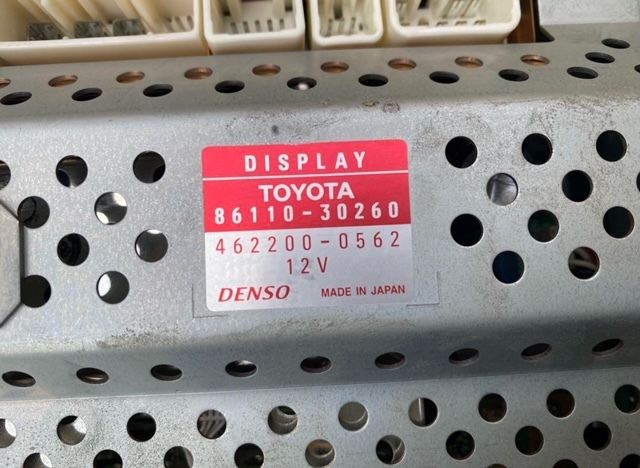 DISPLAY
TOYOTA
86110-30260
462200-0562
12V
DENSO MADE IN JAPAN